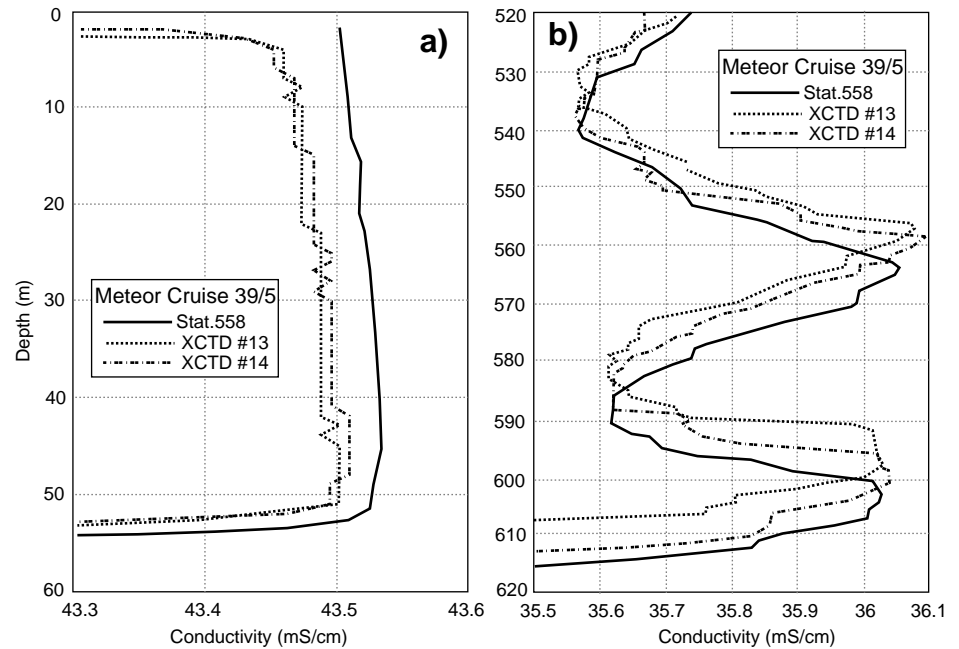 a)
0
10
20
30
40
50
60
Depth (m)
Meteor Cruise 39/5
Stat.558
XCTD #13
XCTD #14
43.3 43.4 43.5 43.6
Conductivity (mS/cm)
b)
520
530
540
550
560
570
580
590
600
610
620
Meteor Cruise 39/5
Stat.558
XCTD #13
XCTD #14
35.5 35.6 35.7 35.8 35.9 36 36.1
Conductivity (mS/cm)